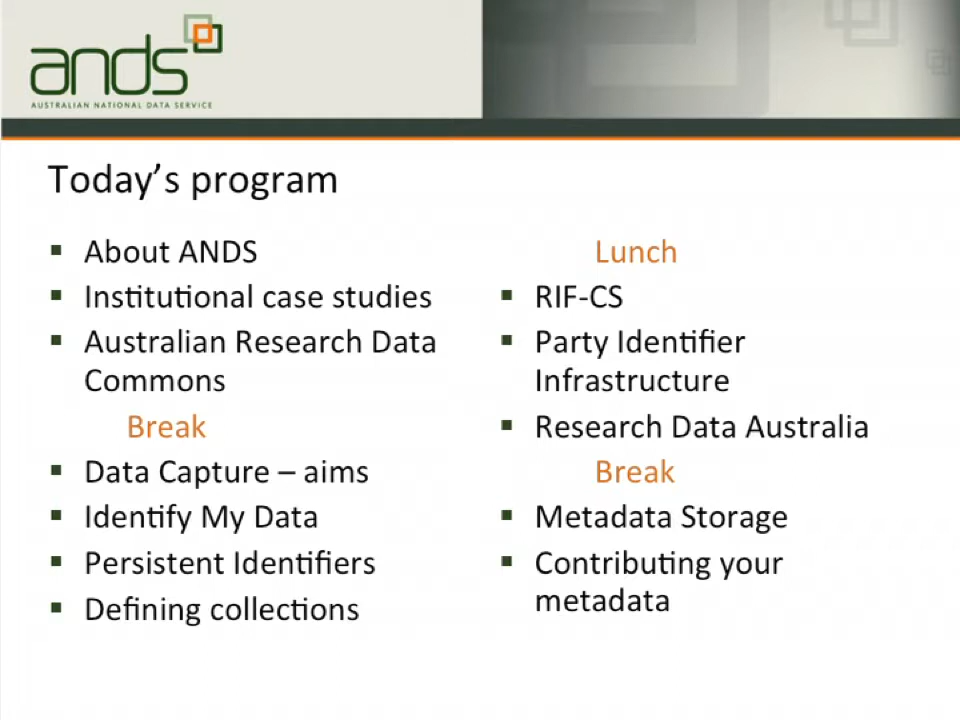 ands
AUSTRALIAN NATIONAL DATA SERVICE
Today's program
▪ About ANDS
▪ Institutional case studies
▪ Australian Research Data
Commons
Break
▪ Data Capture – aims
▪ Identify My Data
▪ Persistent Identifiers
▪ Defining collections
Lunch
▪ RIF-CS
▪ Party Identifier
Infrastructure
▪ Research Data Australia
Break
▪ Metadata Storage
▪ Contributing your
metadata